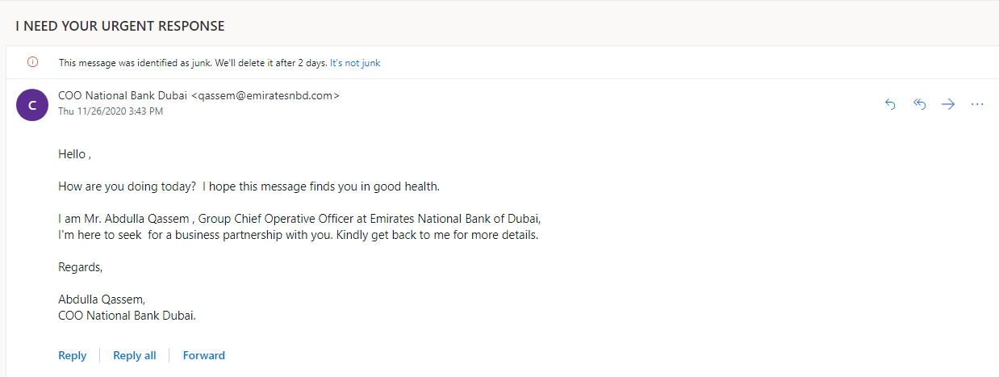 I NEED YOUR URGENT RESPONSE
This message was identified as junk. We'll delete it after 2 days. It's not junk
C
COO National Bank Dubai <qassem@emiratesnbd.com>
Thu 11/26/2020 3:43 PM
Hello ,
How are you doing today?  I hope this message finds you in good health.
I am Mr. Abdulla Qassem , Group Chief Operative Officer at Emirates National Bank of Dubai,
I'm here to seek  for a business partnership with you. Kindly get back to me for more details.
Regards,
Abdulla Qassem,
COO National Bank Dubai.
Reply
Reply all
Forward